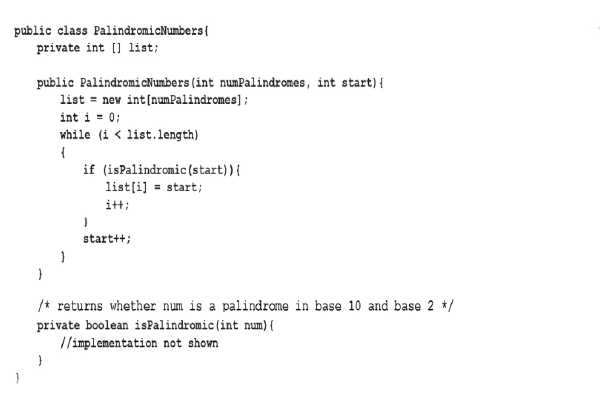 public class PalindromicNumbers{
private int [] list;
public PalindromicNumbers(int numPalindromes, int start){
list = new int[numPalindromes];
int i = 0;
while (i < list.length)
{
if (isPalindromic(start)){
list[i] = start;
i++;
}
start++;
}
}
/* returns whether num is a palindrome in base 10 and base 2 */
private boolean isPalindromic(int num){
//implementation not shown
}
}